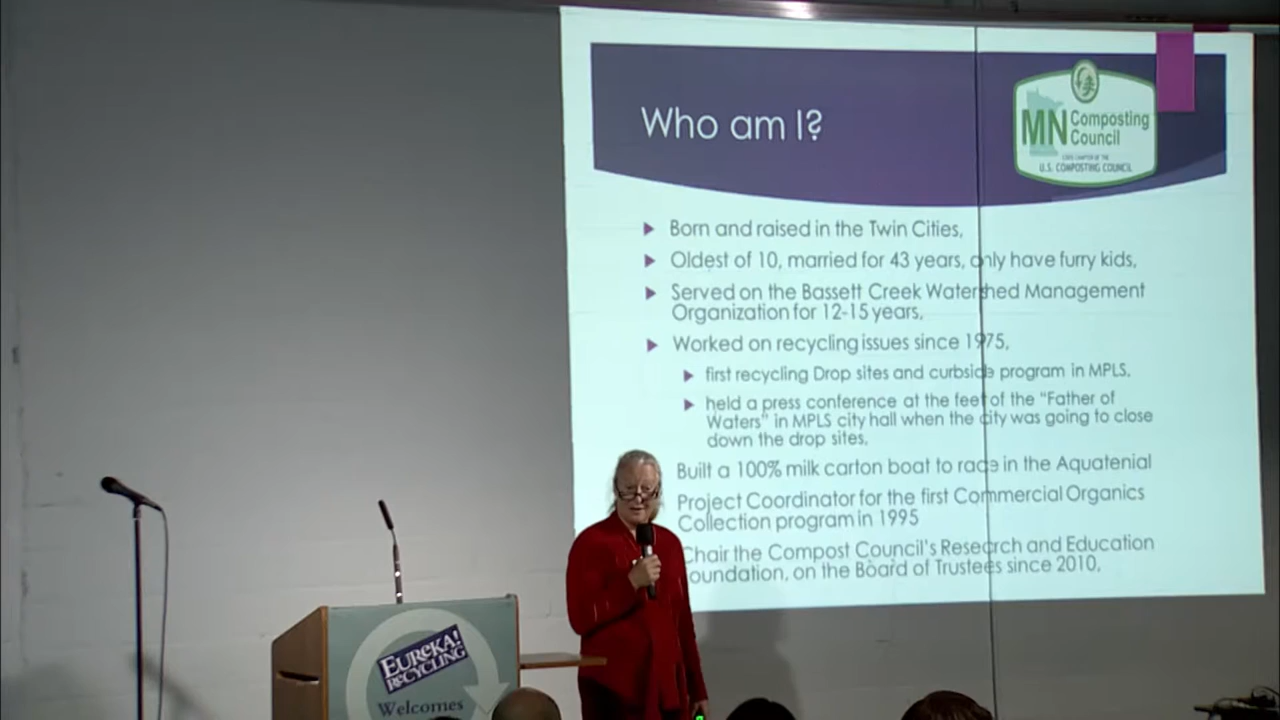 Who am I?
MN Composting
Council
STATE CHAPTER OF THE
U.S. COMPOSTING COUNCIL
Born and raised in the Twin Cities,
Oldest of 10, married for 43 years, only have furry kids,
Served on the Bassett Creek Watershed Management
Organization for 12-15 years,
Worked on recycling issues since 1975,
first recycling Drop sites and curbside program in MPLS.
held a press conference at the feet of the “Father of
Waters” in MPLS city hall when the city was going to close
down the drop sites.
Built a 100% milk carton boat to race in the Aquatenial
Project Coordinator for the first Commercial Organics
Collection program in 1995
Chair the Compost Council’s Research and Education
oundation, on the Board of Trustees since 2010,
EUREKA!
RECYCLING
Welcomes